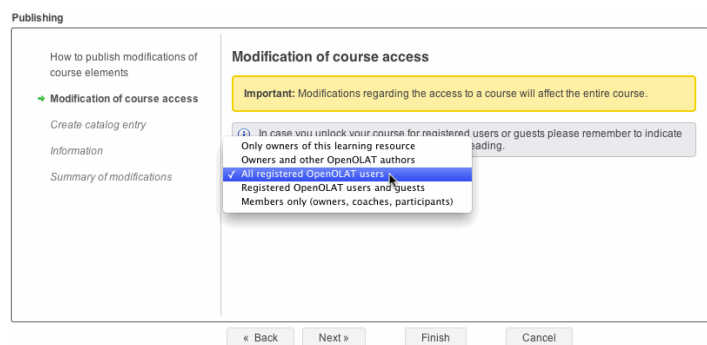 Publishing
How to publish modifications of
course elements
Modification of course access
Create catalog entry
Information
Summary of modifications
Modification of course access
Important: Modifications regarding the access to a course will affect the entire course.
In case you unlock your course for registered users or guests please remember to indicate
eading.
Only owners of this learning resource
Owners and other OpenOLAT authors
✓ All registered OpenOLAT users
Registered OpenOLAT users and guests
Members only (owners, coaches, participants)
« Back
Next »
Finish
Cancel